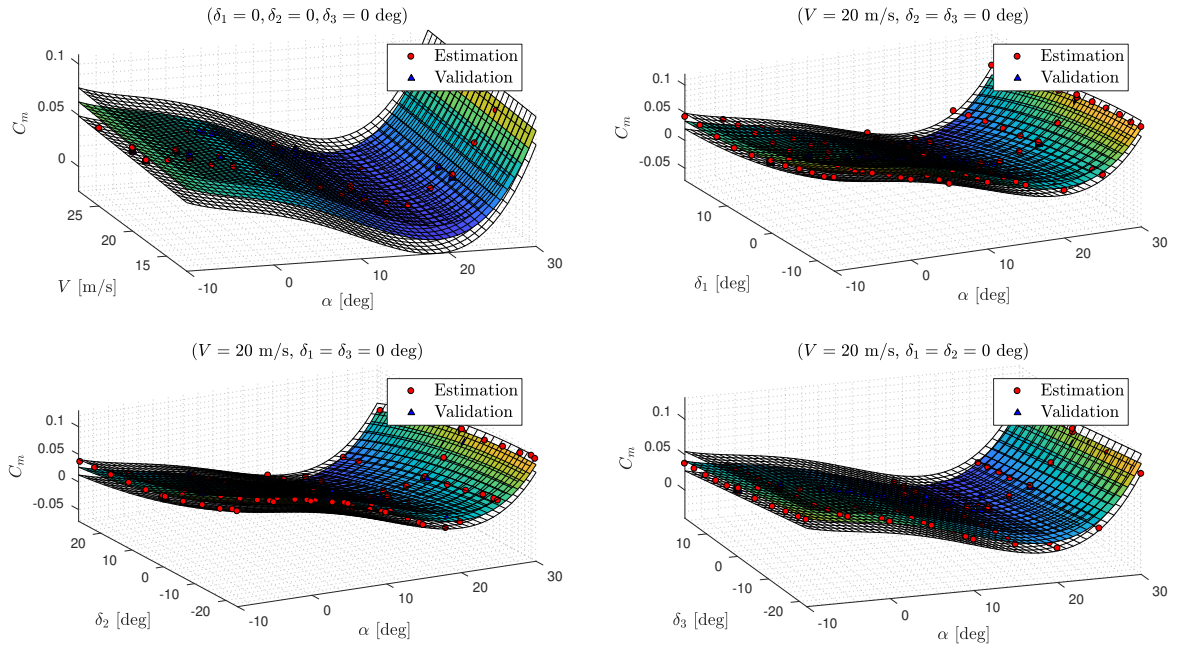 (δ₁ = 0, δ₂ = 0, δ₃ = 0 deg)
Estimation
Validation
0.1
0.05
0
C_m
25
20
15
V [m/s]
-10
0
10
20
30
α [deg]
(V = 20 m/s, δ₂ = δ₃ = 0)
Estimation
Validation
0.1
0.05
0
-0.05
C_m
10
0
-10
δ₁ [deg]
-10
0
10
20
30
α [deg]
(V = 20 m/s, δ₁ = δ₃ = 0 deg)
Estimation
Validation
0.1
0.05
0
-0.05
C_m
20
10
0
-10
-20
δ₂ [deg]
-10
0
10
20
30
α [deg]
(V = 20 m/s, δ₁ = δ₂ = 0 deg)
Estimation
Validation
0.1
0.05
0
C_m
10
0
-10
-20
δ₃ [deg]
-10
0
10
20
30
α [deg]